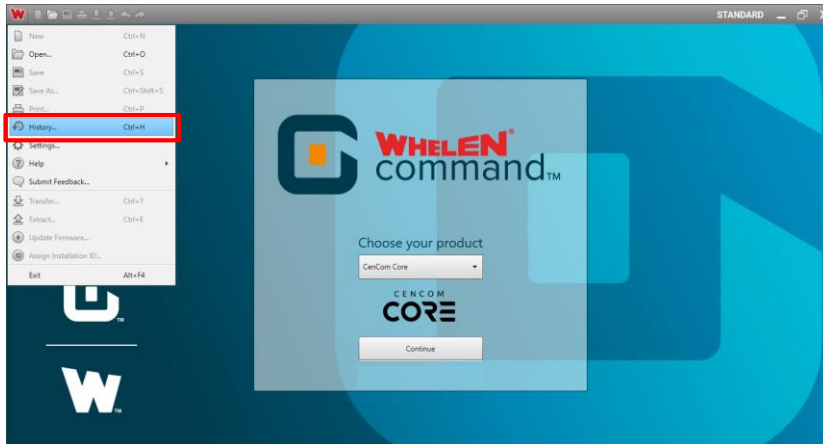 STANDARD
New Ctrl+N
Open... Ctrl+O
Save Ctrl+S
Save As... Ctrl+Shift+S
Print... Ctrl+P
History... Ctrl+H
Settings...
Help
Submit Feedback...
Transfer... Ctrl+T
Extract... Ctrl+E
Update Firmware...
Assign Installation ID...
Exit Alt+F4
TM
W TM
WHELEN®
command™
Choose your product
CenCom Core
CENCOM
CORE
Continue